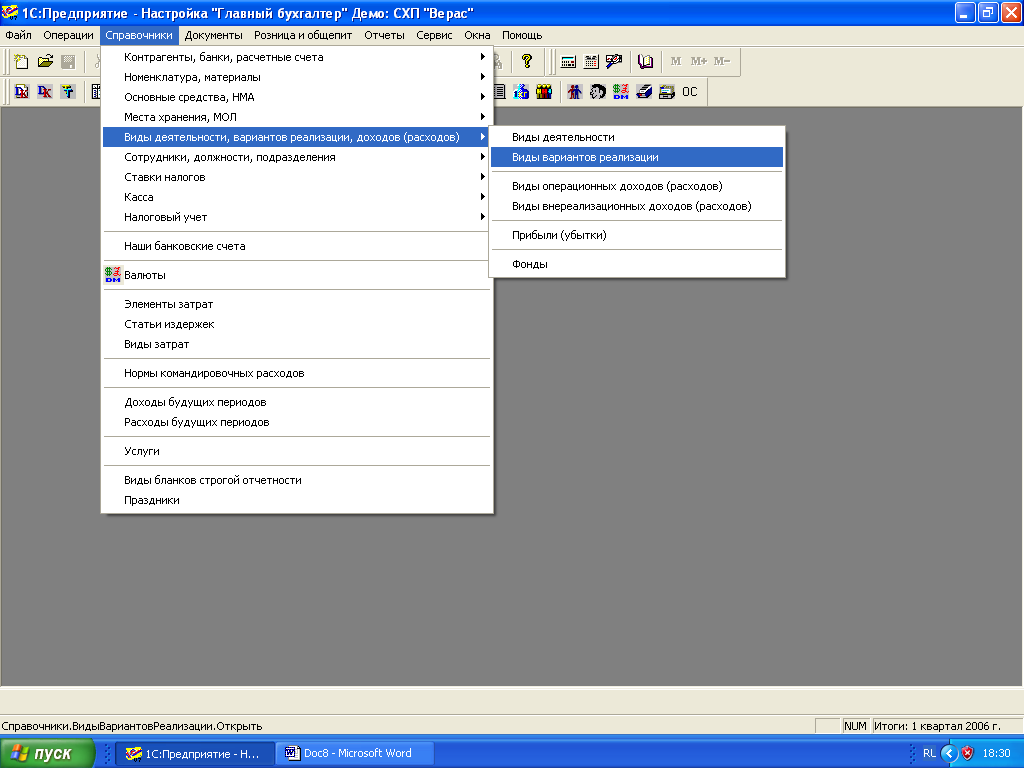 1С:Предприятие - Настройка "Главный бухгалтер" Демо: СХП "Верас"
Файл Операции Справочники Документы Розница и общепит Отчеты Сервис Окна Помощь
M M+ M-
ОС
Контрагенты, банки, расчетные счета
Номенклатура, материалы
Основные средства, НМА
Места хранения, МОЛ
Виды деятельности, вариантов реализации, доходов (расходов)
Сотрудники, должности, подразделения
Ставки налогов
Касса
Налоговый учет
Наши банковские счета
Валюты
Элементы затрат
Статьи издержек
Виды затрат
Нормы командировочных расходов
Доходы будущих периодов
Расходы будущих периодов
Услуги
Виды бланков строгой отчетности
Праздники
Виды деятельности
Виды вариантов реализации
Виды операционных доходов (расходов)
Виды внереализационных доходов (расходов)
Прибыли (убытки)
Фонды
Справочники.ВидыВариантовРеализации.Открыть
NUM Итоги: 1 квартал 2006 г.
пуск
1С:Предприятие - Н...
Doc8 - Microsoft Word
RL
18:30